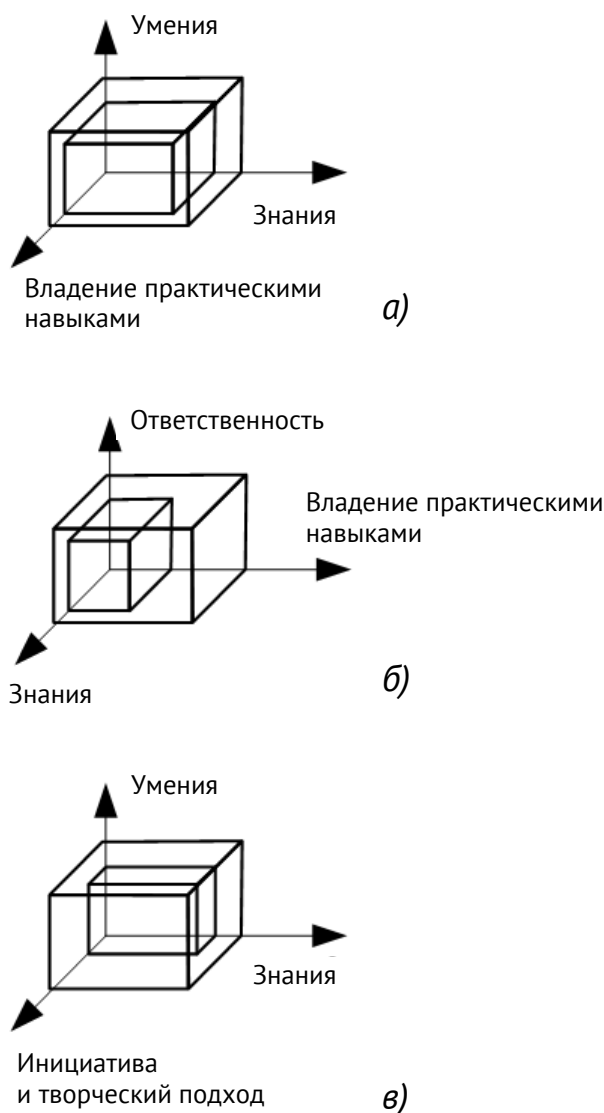 Умения
Знания
Владение практическими
навыками
а)
Ответственность
Владение практическими
навыками
Знания
б)
Умения
Знания
Инициатива
и творческий подход
в)